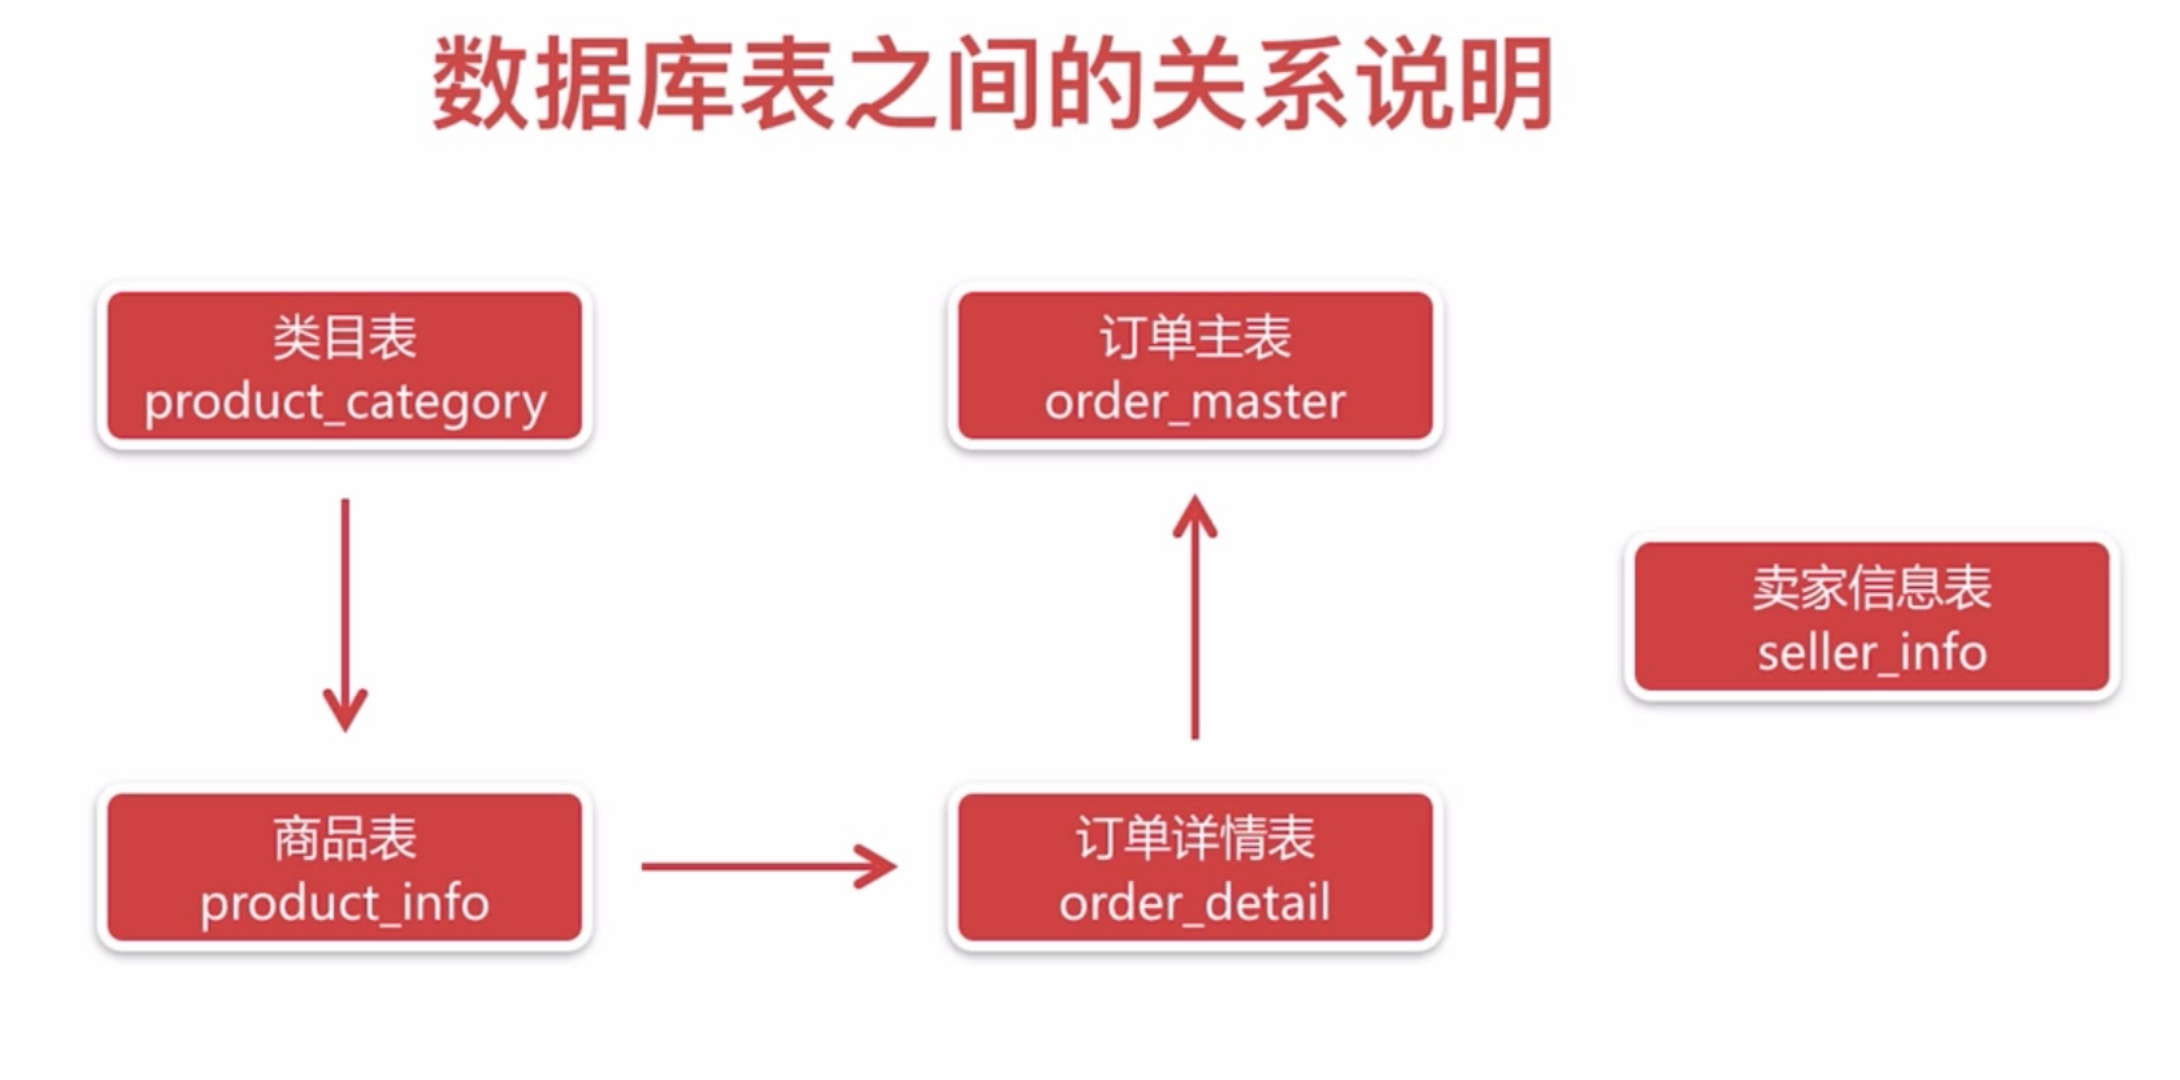 数据库表之间的关系说明
类目表
product_category
订单主表
order_master
卖家信息表
seller_info
商品表
product_info
订单详情表
order_detail